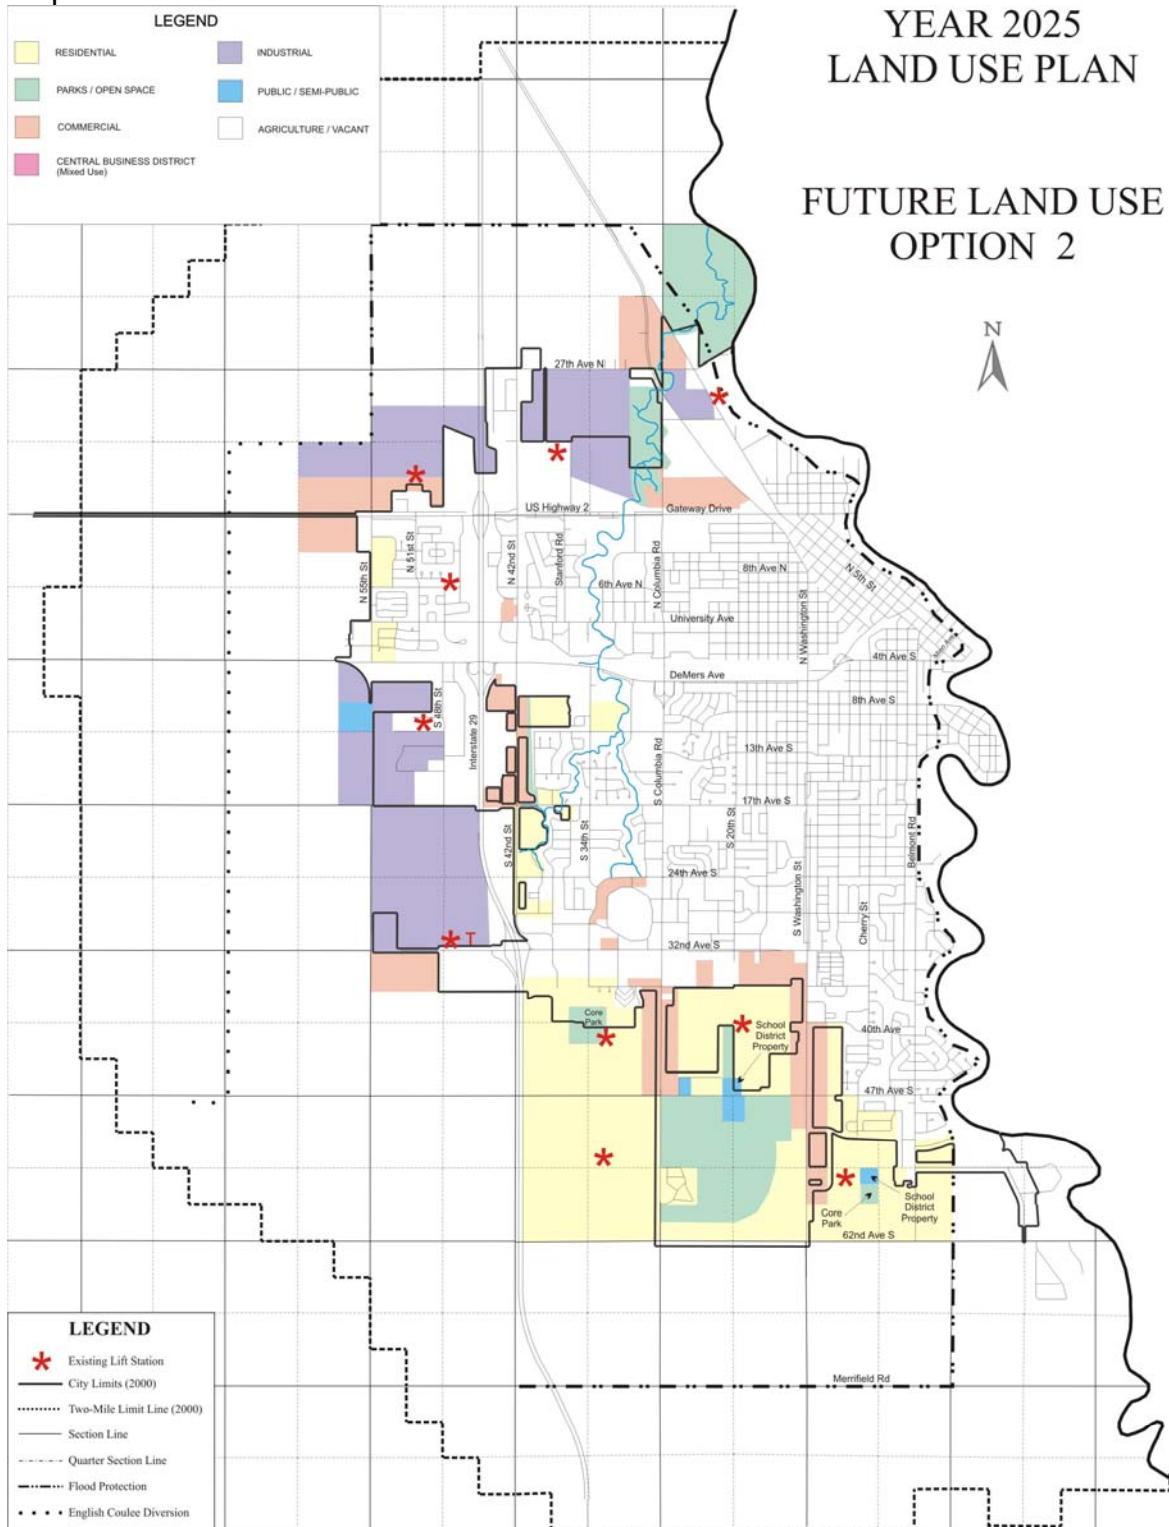 LEGEND
RESIDENTIAL
INDUSTRIAL
PARKS / OPEN SPACE
PUBLIC / SEMI-PUBLIC
COMMERCIAL
AGRICULTURE / VACANT
CENTRAL BUSINESS DISTRICT
(Mixed Use)
YEAR 2025
LAND USE PLAN
FUTURE LAND USE
OPTION 2
N
27th Ave N
US Highway 2
Gateway Drive
N 55th St
N 51st St
N 42nd St
Stanford Rd
6th Ave N
N Columbia Rd
8th Ave N
N 5th St
University Ave
N Washington St
4th Ave S
Main Ave
DeMers Ave
8th Ave S
S 48th St
Interstate 29
13th Ave S
S Columbia Rd
17th Ave S
S 42nd St
S 34th St
S 20th St
Belmont Rd
24th Ave S
S Washington St
Cherry St
T
32nd Ave S
Core
Park
School
District
Property
40th Ave
47th Ave S
Core
Park
School
District
Property
62nd Ave S
Merrifield Rd
LEGEND
Existing Lift Station
City Limits (2000)
Two-Mile Limit Line (2000)
Section Line
Quarter Section Line
Flood Protection
English Coulee Diversion